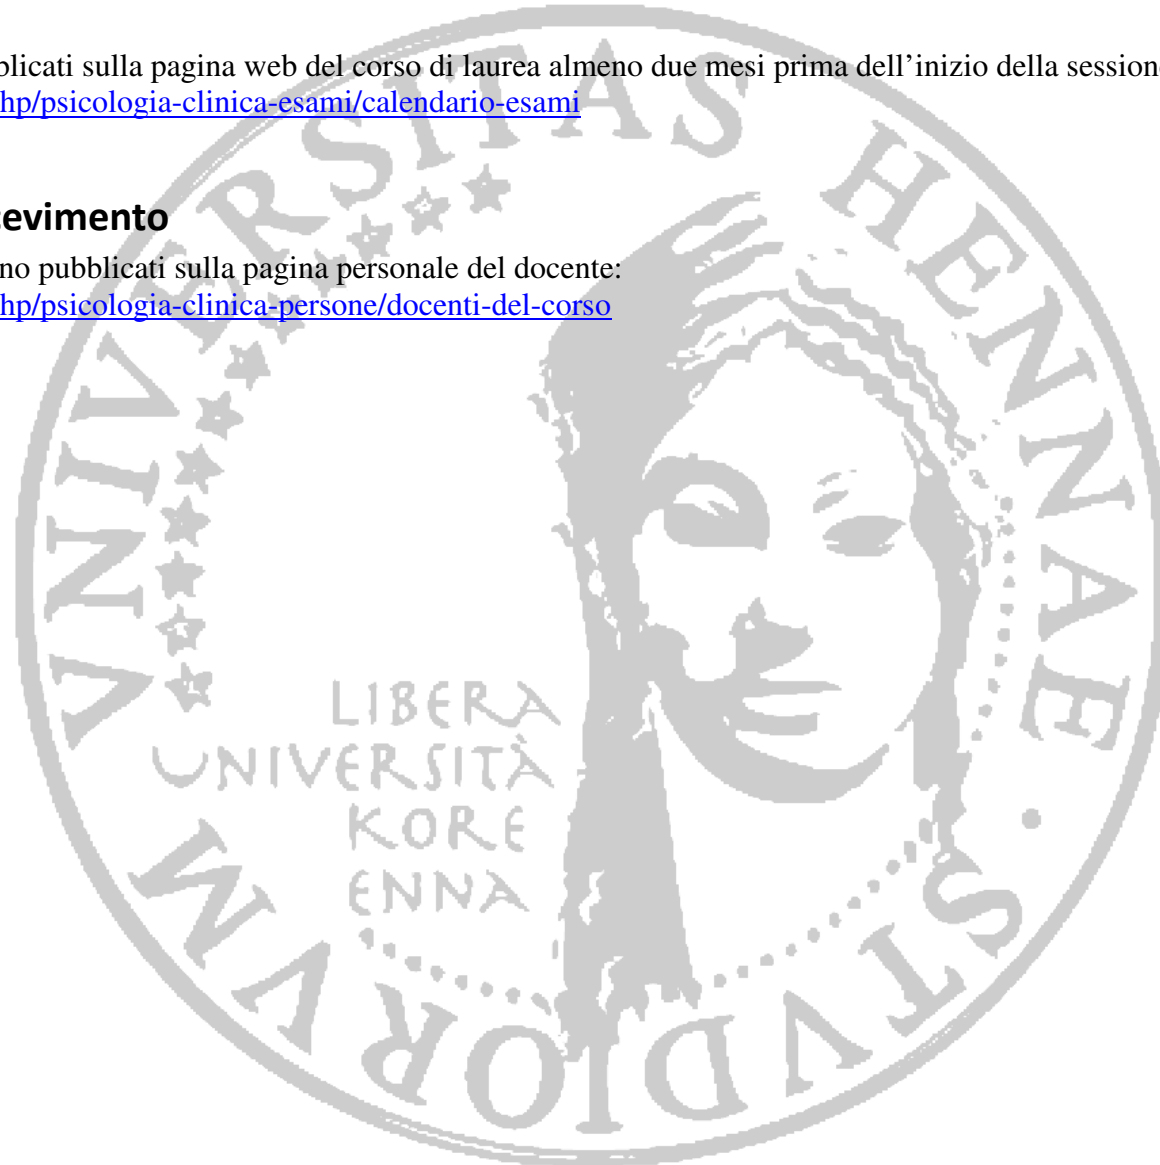 blicati sulla pagina web del corso di laurea almeno due mesi prima dell’inizio della sessione
hp/psicologia-clinica-esami/calendario-esami
evimento
no pubblicati sulla pagina personale del docente:
hp/psicologia-clinica-persone/docenti-del-corso
VNIVERSITAS HENNAE · STVDIORVM
LIBERA
UNIVERSITÀ
KORE
ENNA